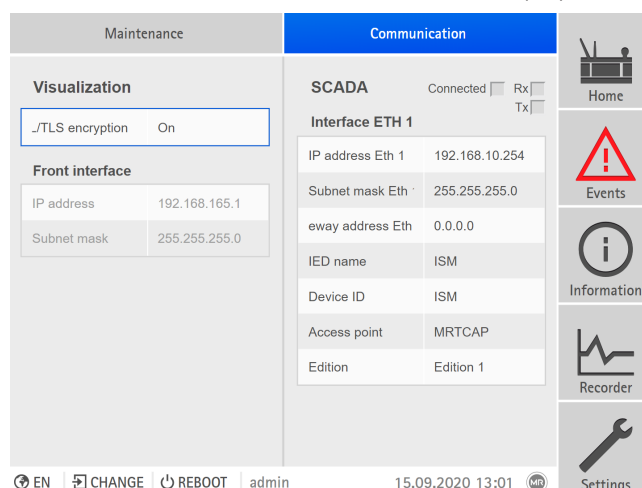 Maintenance
Communication
Visualization
./TLS encryption On
Front interface
IP address 192.168.165.1
Subnet mask 255.255.255.0
SCADA Connected Rx
Tx
Interface ETH 1
IP address Eth 1 192.168.10.254
Subnet mask Eth 255.255.255.0
eway address Eth 0.0.0.0
IED name ISM
Device ID ISM
Access point MRTCAP
Edition Edition 1
Home
Events
Information
Recorder
Settings
EN CHANGE REBOOT admin 15.09.2020 13:01 MR